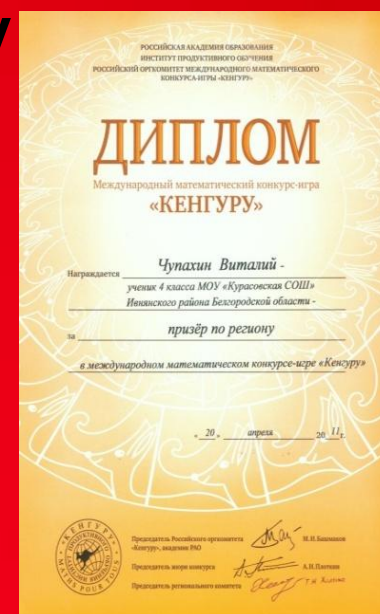 РОССИЙСКАЯ АКАДЕМИЯ ОБРАЗОВАНИЯ
ИНСТИТУТ ПРОДУКТИВНОГО ОБУЧЕНИЯ
РОССИЙСКИЙ ОРГКОМИТЕТ МЕЖДУНАРОДНОГО МАТЕМАТИЧЕСКОГО
КОНКУРСА-ИГРЫ «КЕНГУРУ»
ДИПЛОМ
Международный математический конкурс-игра
«КЕНГУРУ»
Награждается Чупахин Виталий -
ученик 4 класса МОУ «Курасовская СОШ»
Ивнянского района Белгородской области -
за призёр по региону
в международном математическом конкурсе-игре «Кенгуру»
« 20 » апреля 20 11 г.
Председатель Российского оргкомитета
«Кенгуру», академик РАО
М. И. Башмаков
Председатель жюри конкурса А. И. Плоткин
Председатель регионального комитета
КЕНГУРУ
MATHS POUR TOUS